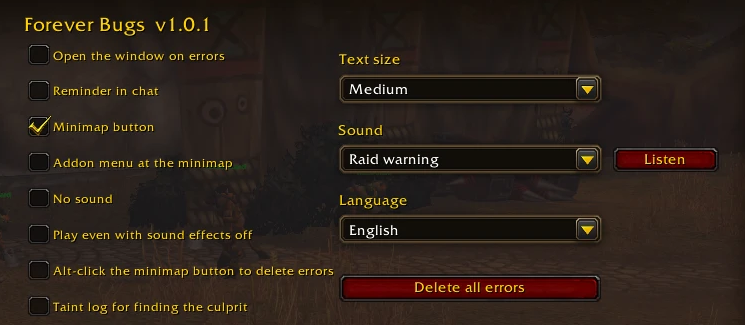 Forever Bugs v1.0.1
Open the window on errors
Reminder in chat
Minimap button
Addon menu at the minimap
No sound
Play even with sound effects off
Alt-click the minimap button to delete errors
Taint log for finding the culprit
Text size
Medium
Sound
Raid warning
Listen
Language
English
Delete all errors